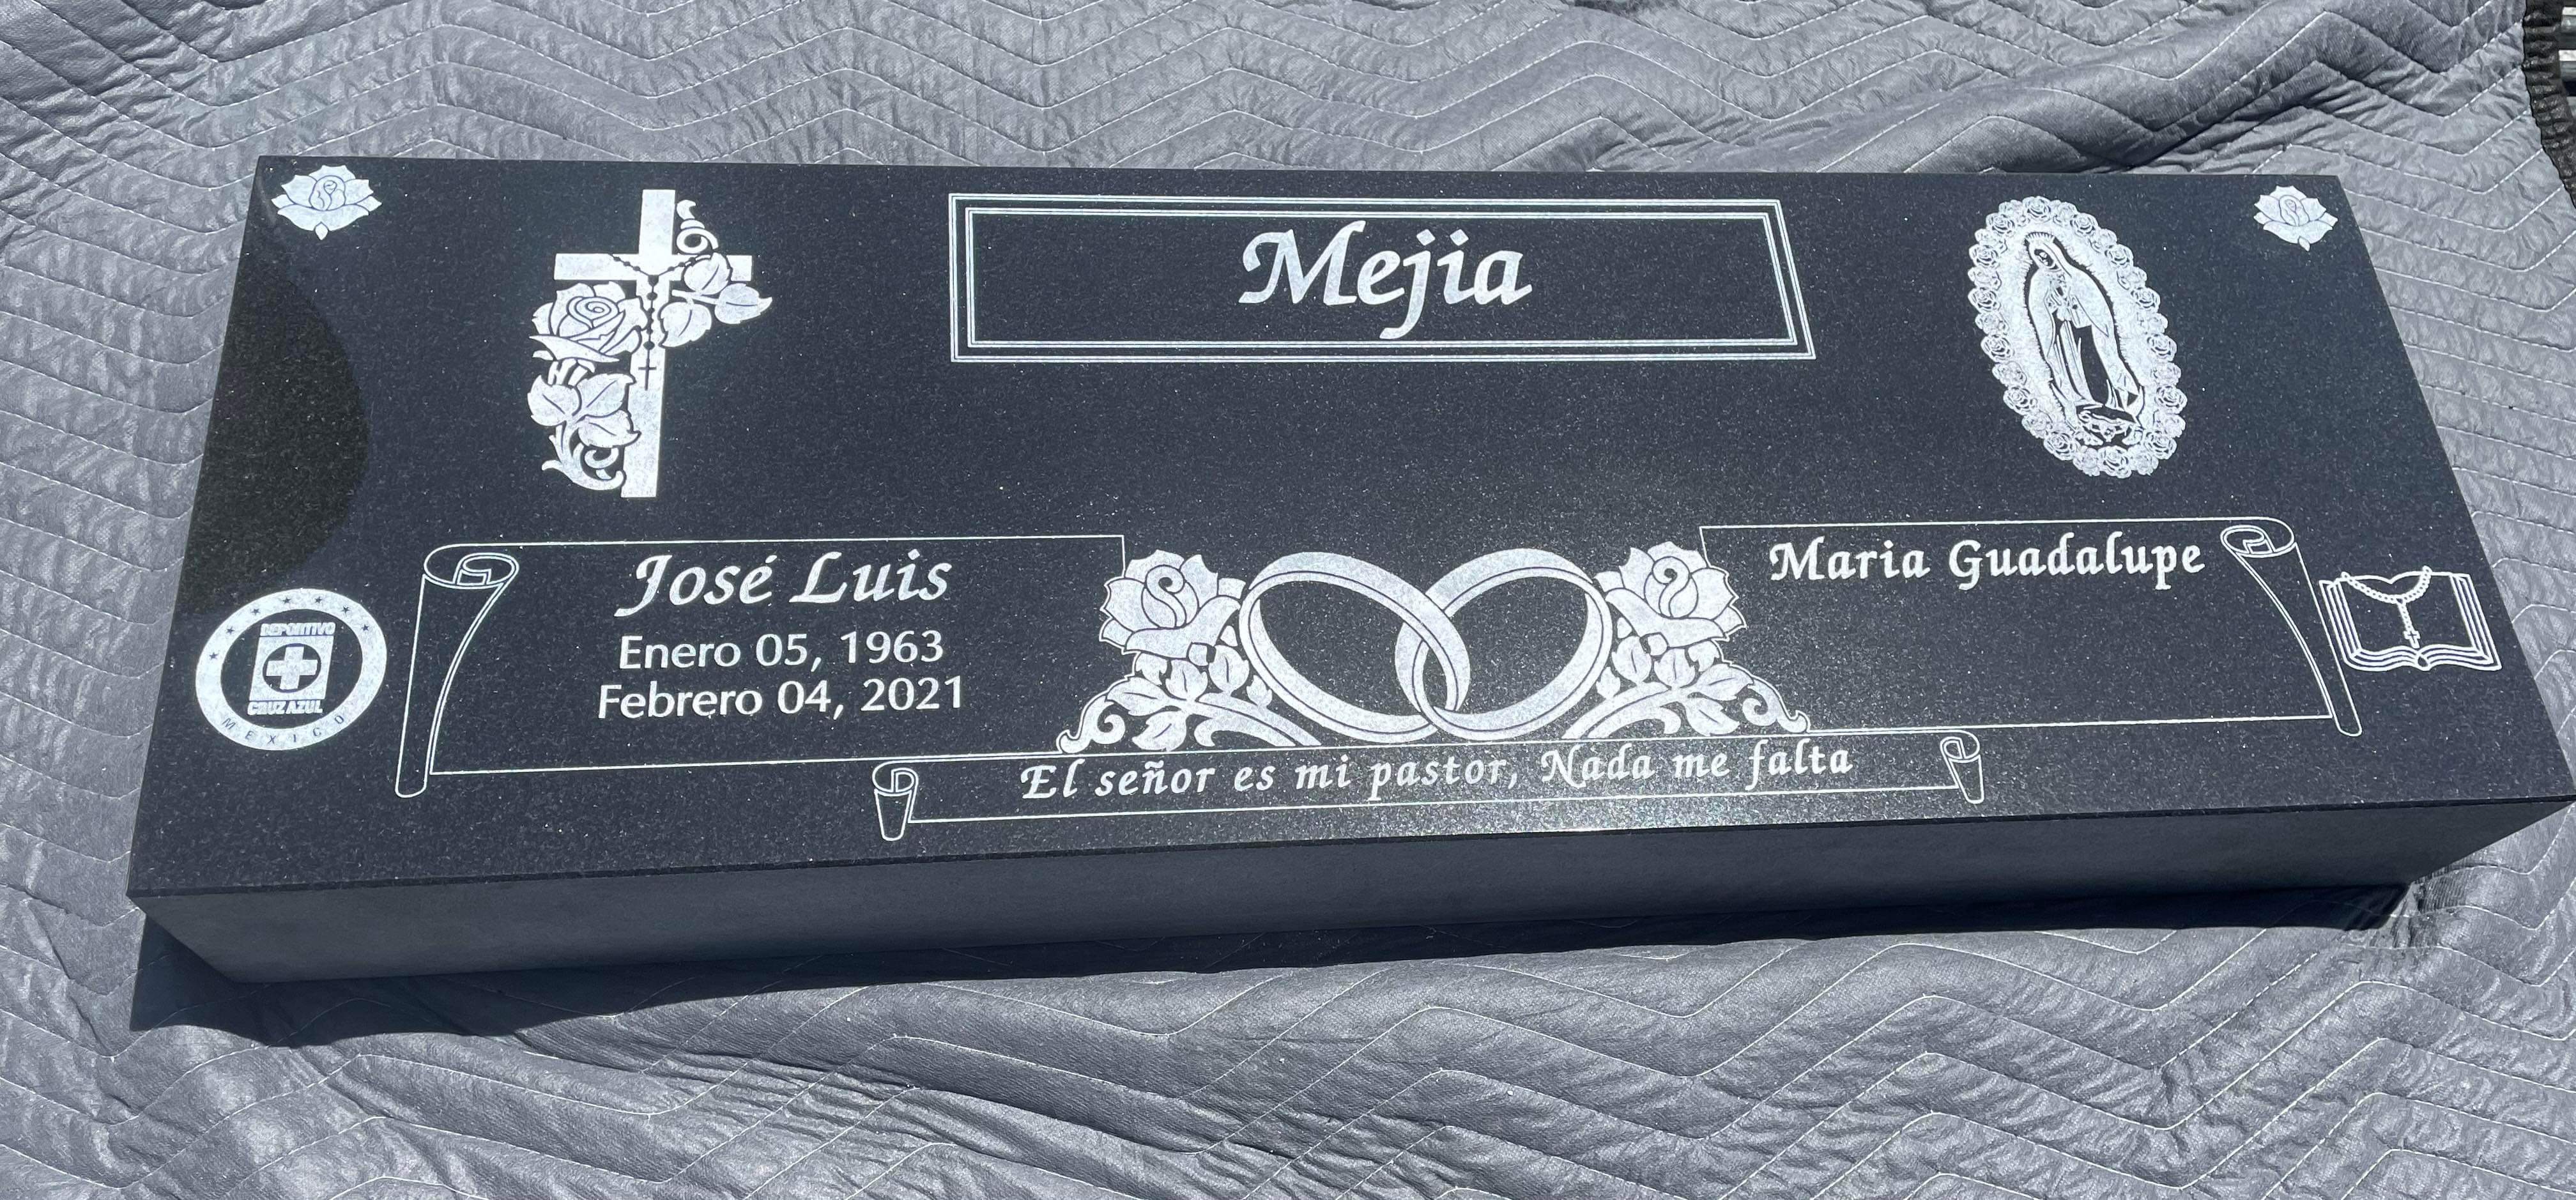 Mejia
José Luis
Enero 05, 1963
Febrero 04, 2021
Maria Guadalupe
DEPORTIVO
CRUZ AZUL
MEXICO
El señor es mi pastor, Nada me falta